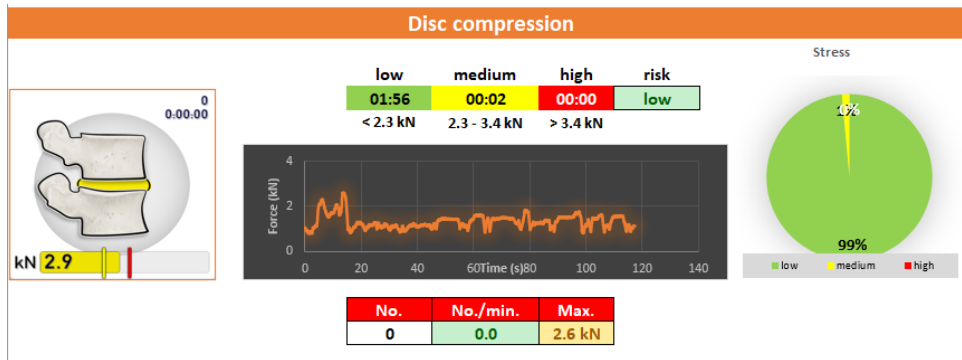 Disc compression
Stress
low medium high risk
01:56 00:02 00:00 low
< 2.3 kN 2.3 - 3.4 kN > 3.4 kN
0
0:00:00
kN 2.9
Force (kN)
4
2
0
0 20 40 60 Time (s) 80 100 120 140
99%
low medium high
No. No./min. Max.
0 0.0 2.6 kN